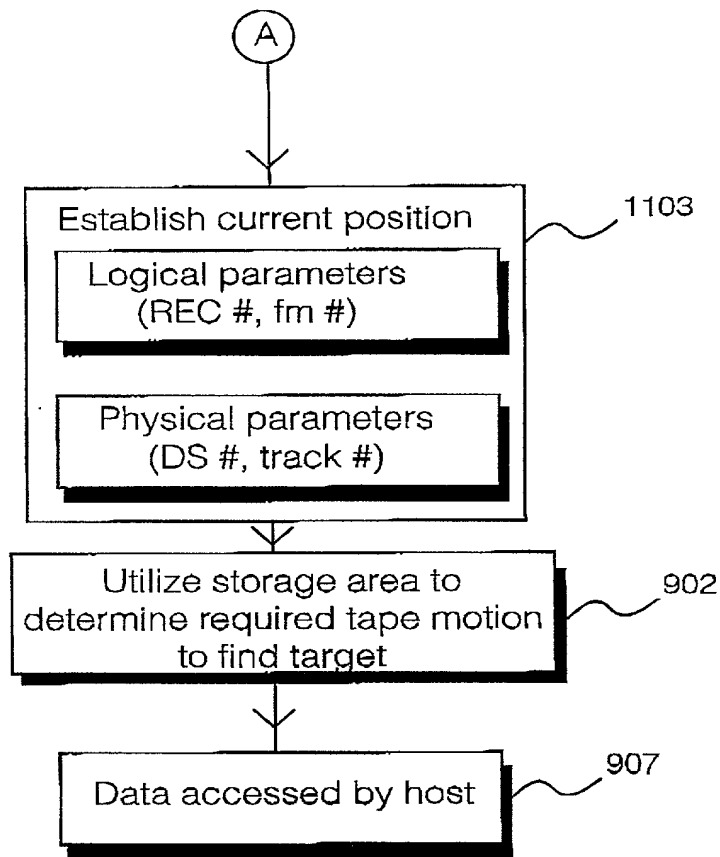 A
Establish current position
1103
Logical parameters
(REC #, fm #)
Physical parameters
(DS #, track #)
Utilize storage area to
902
determine required tape motion
to find target
907
Data accessed by host